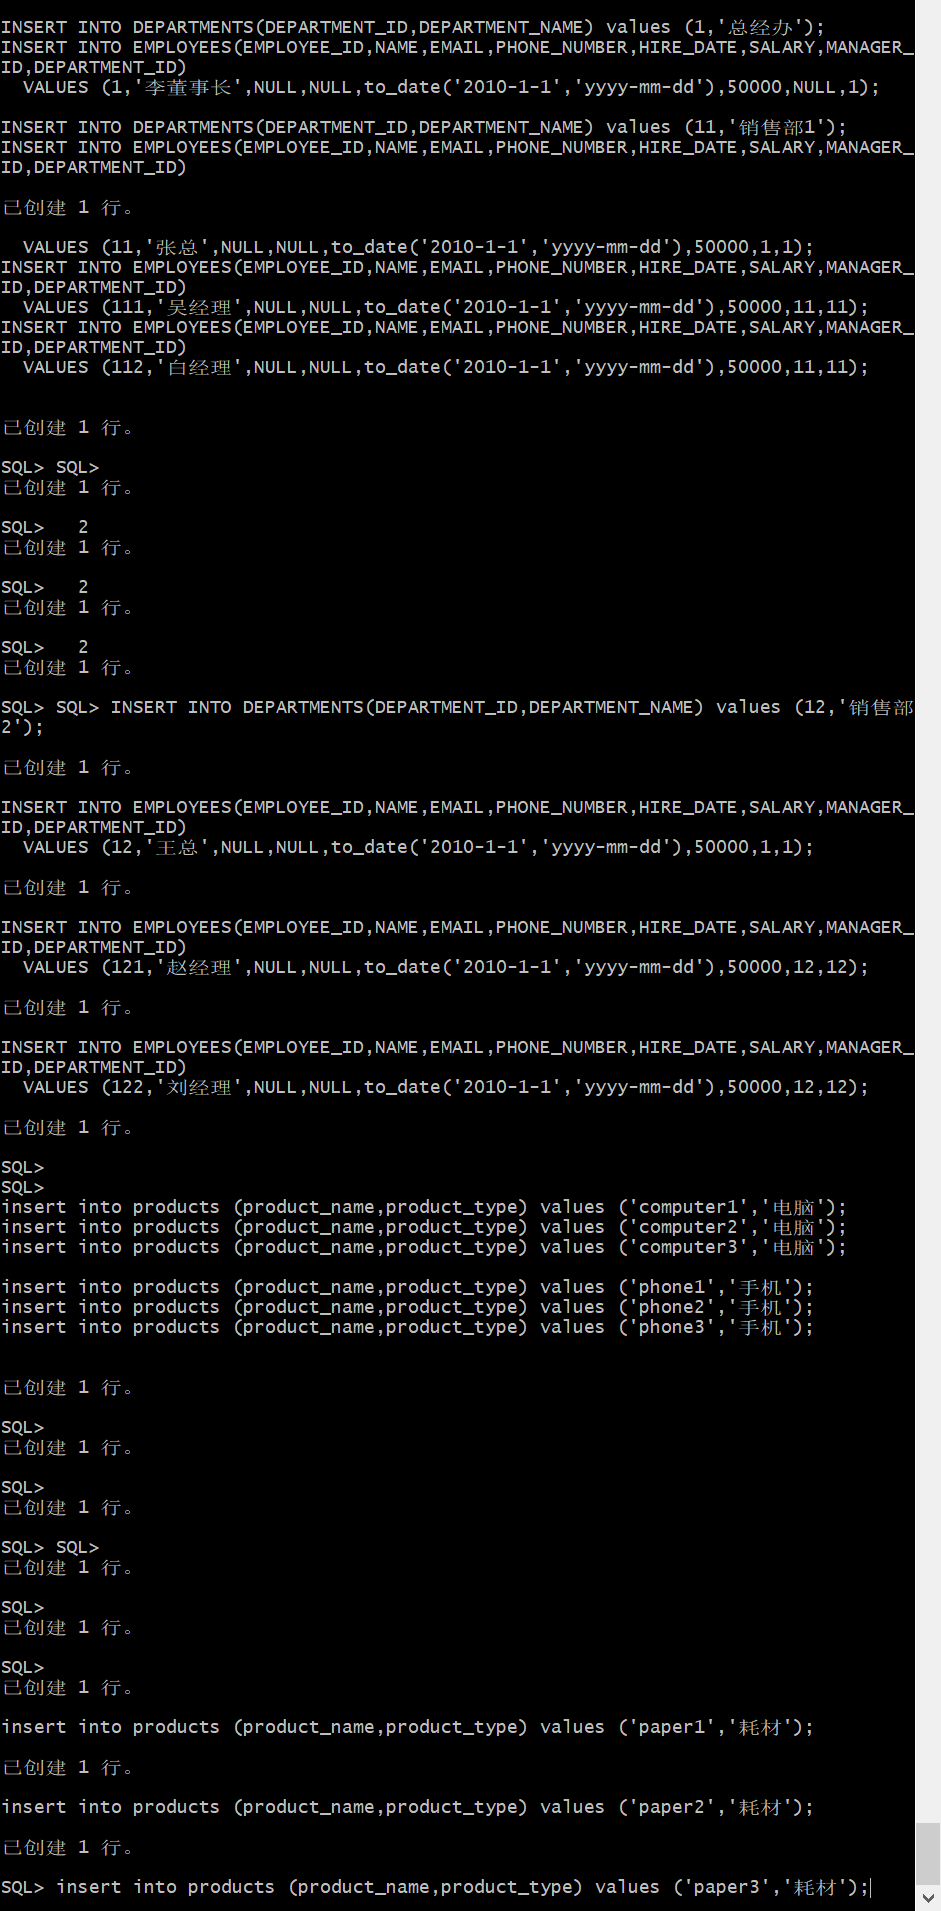 INSERT INTO DEPARTMENTS(DEPARTMENT_ID,DEPARTMENT_NAME) values (1,'总经办');
INSERT INTO EMPLOYEES(EMPLOYEE_ID,NAME,EMAIL,PHONE_NUMBER,HIRE_DATE,SALARY,MANAGER_
ID,DEPARTMENT_ID)
  VALUES (1,'李董事长',NULL,NULL,to_date('2010-1-1','yyyy-mm-dd'),50000,NULL,1);
INSERT INTO DEPARTMENTS(DEPARTMENT_ID,DEPARTMENT_NAME) values (11,'销售部1');
INSERT INTO EMPLOYEES(EMPLOYEE_ID,NAME,EMAIL,PHONE_NUMBER,HIRE_DATE,SALARY,MANAGER_
ID,DEPARTMENT_ID)
已创建 1 行。
  VALUES (11,'张总',NULL,NULL,to_date('2010-1-1','yyyy-mm-dd'),50000,1,1);
INSERT INTO EMPLOYEES(EMPLOYEE_ID,NAME,EMAIL,PHONE_NUMBER,HIRE_DATE,SALARY,MANAGER_
ID,DEPARTMENT_ID)
  VALUES (111,'吴经理',NULL,NULL,to_date('2010-1-1','yyyy-mm-dd'),50000,11,11);
INSERT INTO EMPLOYEES(EMPLOYEE_ID,NAME,EMAIL,PHONE_NUMBER,HIRE_DATE,SALARY,MANAGER_
ID,DEPARTMENT_ID)
  VALUES (112,'白经理',NULL,NULL,to_date('2010-1-1','yyyy-mm-dd'),50000,11,11);
已创建 1 行。
SQL> SQL>
已创建 1 行。
SQL>   2
已创建 1 行。
SQL>   2
已创建 1 行。
SQL>   2
已创建 1 行。
SQL> SQL> INSERT INTO DEPARTMENTS(DEPARTMENT_ID,DEPARTMENT_NAME) values (12,'销售部
2');
已创建 1 行。
INSERT INTO EMPLOYEES(EMPLOYEE_ID,NAME,EMAIL,PHONE_NUMBER,HIRE_DATE,SALARY,MANAGER_
ID,DEPARTMENT_ID)
  VALUES (12,'王总',NULL,NULL,to_date('2010-1-1','yyyy-mm-dd'),50000,1,1);
已创建 1 行。
INSERT INTO EMPLOYEES(EMPLOYEE_ID,NAME,EMAIL,PHONE_NUMBER,HIRE_DATE,SALARY,MANAGER_
ID,DEPARTMENT_ID)
  VALUES (121,'赵经理',NULL,NULL,to_date('2010-1-1','yyyy-mm-dd'),50000,12,12);
已创建 1 行。
INSERT INTO EMPLOYEES(EMPLOYEE_ID,NAME,EMAIL,PHONE_NUMBER,HIRE_DATE,SALARY,MANAGER_
ID,DEPARTMENT_ID)
  VALUES (122,'刘经理',NULL,NULL,to_date('2010-1-1','yyyy-mm-dd'),50000,12,12);
已创建 1 行。
SQL>
SQL>
insert into products (product_name,product_type) values ('computer1','电脑');
insert into products (product_name,product_type) values ('computer2','电脑');
insert into products (product_name,product_type) values ('computer3','电脑');
insert into products (product_name,product_type) values ('phone1','手机');
insert into products (product_name,product_type) values ('phone2','手机');
insert into products (product_name,product_type) values ('phone3','手机');
已创建 1 行。
SQL>
已创建 1 行。
SQL>
已创建 1 行。
SQL> SQL>
已创建 1 行。
SQL>
已创建 1 行。
SQL>
已创建 1 行。
insert into products (product_name,product_type) values ('paper1','耗材');
已创建 1 行。
insert into products (product_name,product_type) values ('paper2','耗材');
已创建 1 行。
SQL> insert into products (product_name,product_type) values ('paper3','耗材');